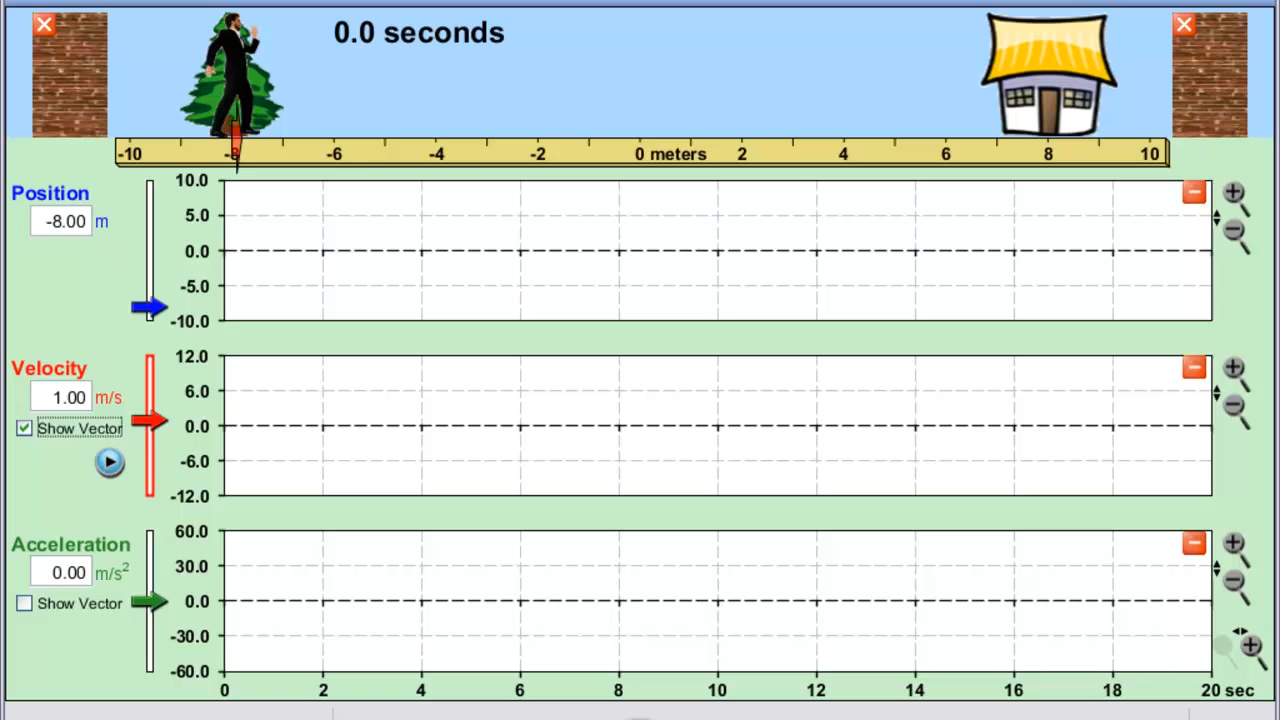 0.0 seconds
-10 -8 -6 -4 -2 0 meters 2 4 6 8 10
Position
-8.00 m
10.0
5.0
0.0
-5.0
-10.0
Velocity
1.00 m/s
Show Vector
12.0
6.0
0.0
-6.0
-12.0
Acceleration
0.00 m/s²
Show Vector
60.0
30.0
0.0
-30.0
-60.0
0 2 4 6 8 10 12 14 16 18 20 sec